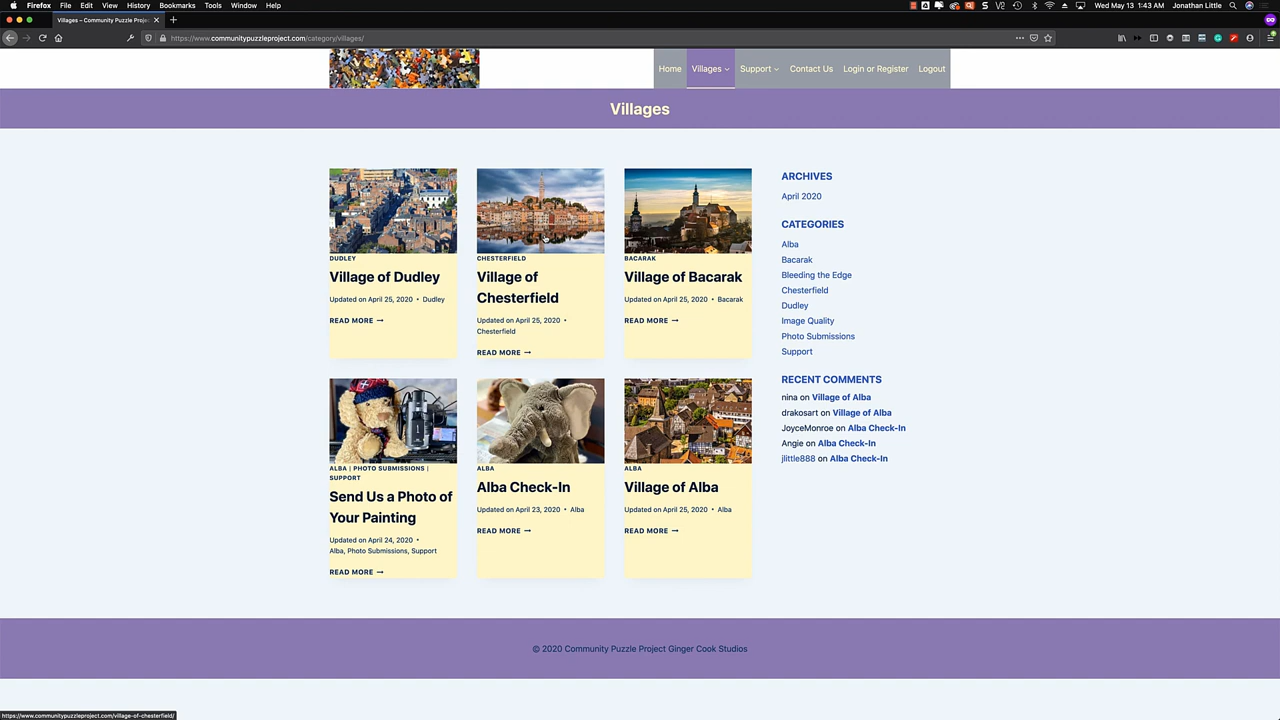 Firefox File Edit View History Bookmarks Tools Window Help
Wed May 13 1:43 AM Jonathan Little
Villages – Community Puzzle Proje
https://www.communitypuzzleproject.com/category/villages/
Home Villages Support Contact Us Login or Register Logout
Villages
DUDLEY
Village of Dudley
Updated on April 25, 2020 • Dudley
READ MORE →
CHESTERFIELD
Village of
Chesterfield
Updated on April 25, 2020 •
Chesterfield
READ MORE →
BACARAK
Village of Bacarak
Updated on April 25, 2020 • Bacarak
READ MORE →
ALBA | PHOTO SUBMISSIONS |
SUPPORT
Send Us a Photo of
Your Painting
Updated on April 24, 2020 •
Alba, Photo Submissions, Support
READ MORE →
ALBA
Alba Check-In
Updated on April 23, 2020 • Alba
READ MORE →
ALBA
Village of Alba
Updated on April 25, 2020 • Alba
READ MORE →
ARCHIVES
April 2020
CATEGORIES
Alba
Bacarak
Bleeding the Edge
Chesterfield
Dudley
Image Quality
Photo Submissions
Support
RECENT COMMENTS
nina on Village of Alba
drakosart on Village of Alba
JoyceMonroe on Alba Check-In
Angie on Alba Check-In
jlittle888 on Alba Check-In
© 2020 Community Puzzle Project Ginger Cook Studios
https://www.communitypuzzleproject.com/village-of-chesterfield/